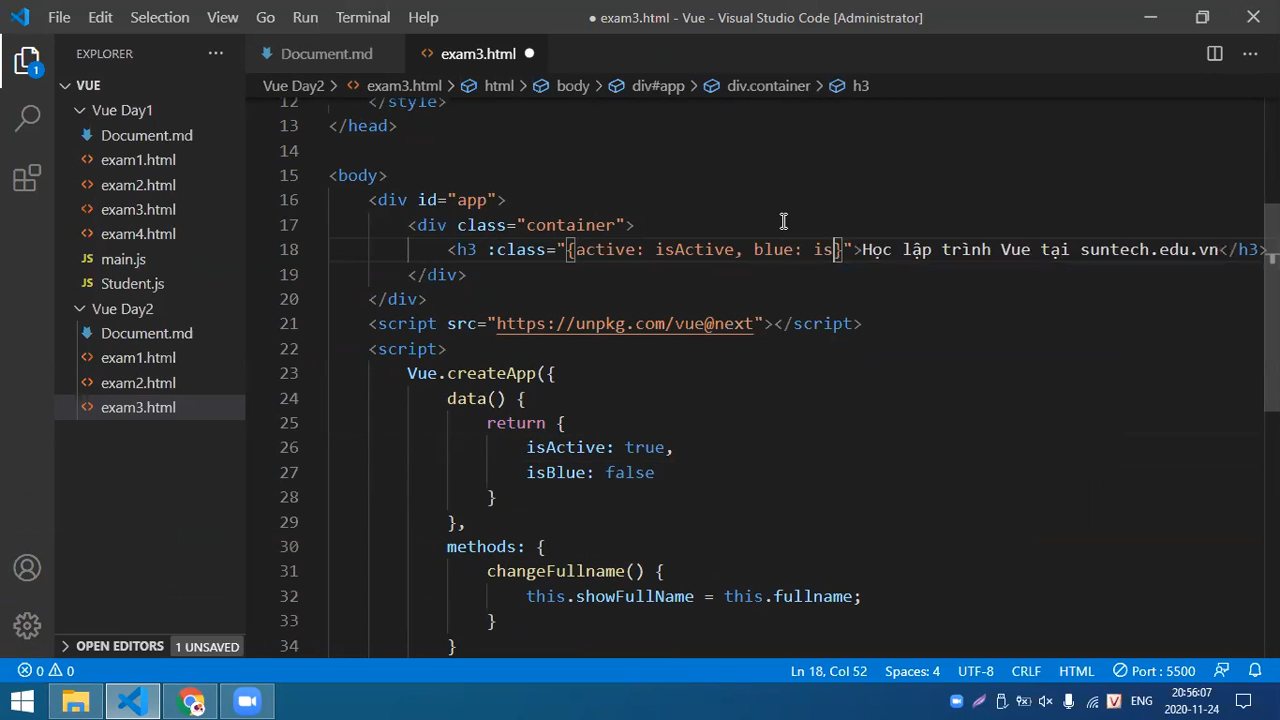 File Edit Selection View Go Run Terminal Help
● exam3.html - Vue - Visual Studio Code [Administrator]
EXPLORER
Document.md
exam3.html
Vue Day2 > exam3.html > html > body > div#app > div.container > h3
1
VUE
Vue Day1
Document.md
exam1.html
exam2.html
exam3.html
exam4.html
main.js
Student.js
Vue Day2
Document.md
exam1.html
exam2.html
exam3.html
OPEN EDITORS 1 UNSAVED
12 </style>
13 </head>
14
15 <body>
16 <div id="app">
17 <div class="container">
18 <h3 :class="{active: isActive, blue: is}">Học lập trình Vue tại suntech.edu.vn</h3>
19 </div>
20 </div>
21 <script src="https://unpkg.com/vue@next"></script>
22 <script>
23 Vue.createApp({
24 data() {
25 return {
26 isActive: true,
27 isBlue: false
28 }
29 },
30 methods: {
31 changeFullname() {
32 this.showFullName = this.fullname;
33 }
34 }
0 0
Ln 18, Col 52 Spaces: 4 UTF-8 CRLF HTML Port : 5500
V ENG
20:56:07
2020-11-24